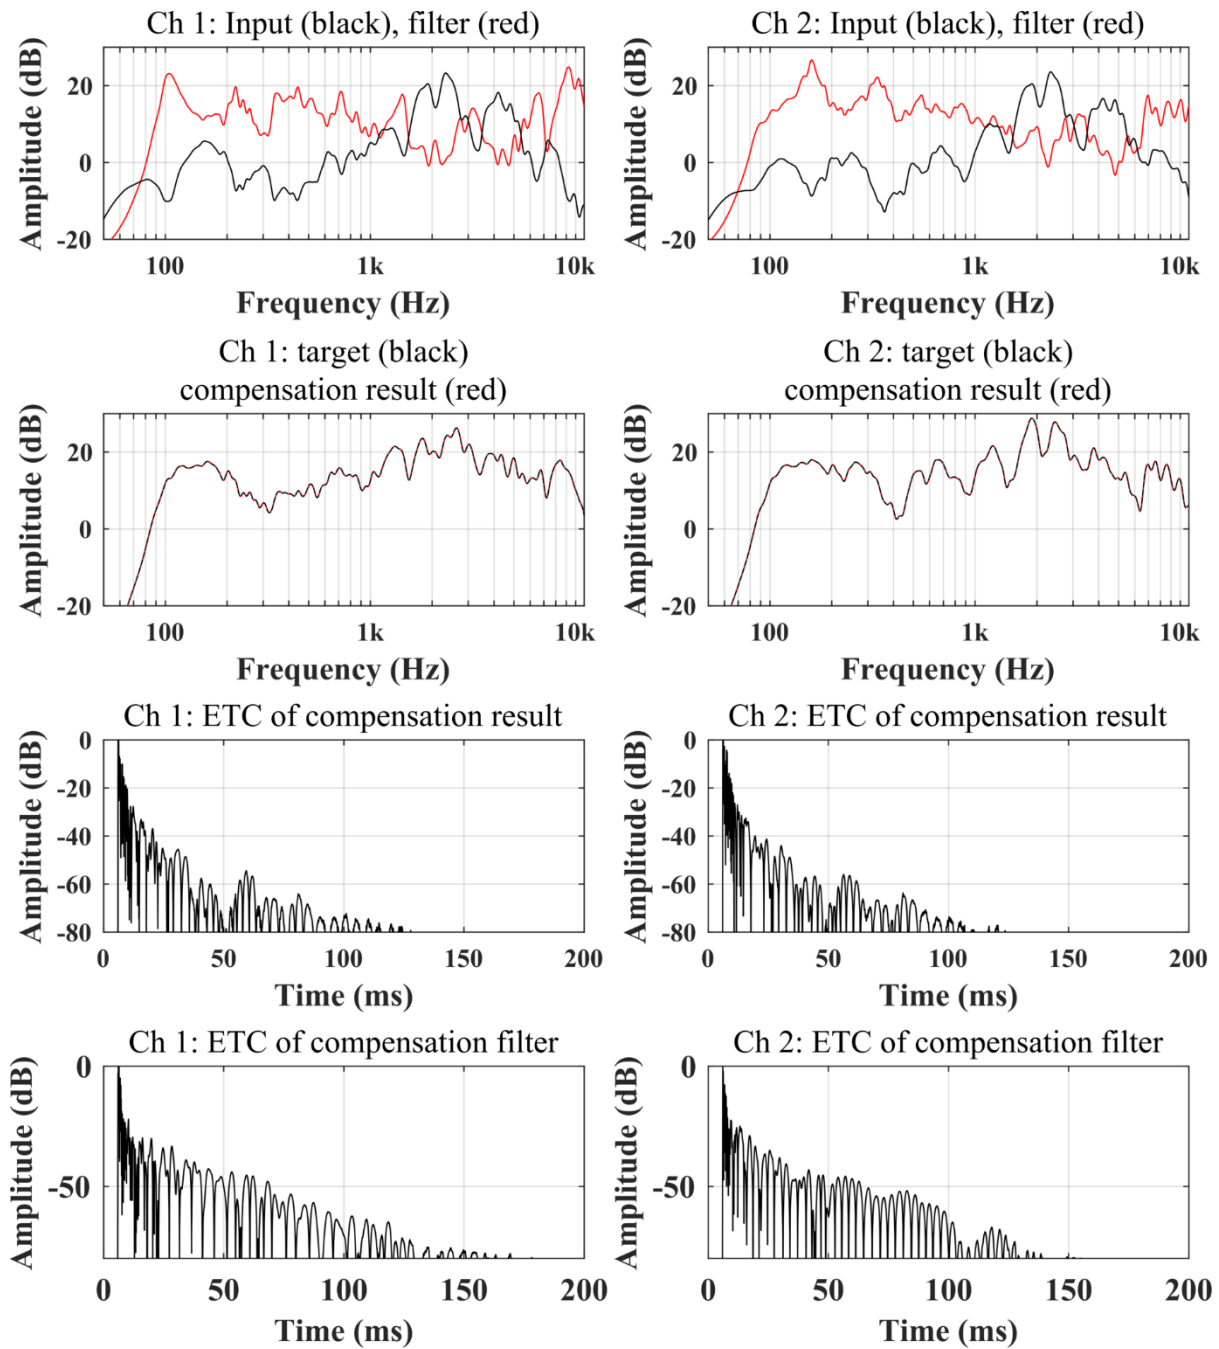 Ch 1: Input (black), filter (red)
Ch 2: Input (black), filter (red)
Amplitude (dB)
20
0
-20
100
1k
10k
Frequency (Hz)
Amplitude (dB)
20
0
-20
100
1k
10k
Frequency (Hz)
Ch 1: target (black)
compensation result (red)
Ch 2: target (black)
compensation result (red)
Amplitude (dB)
20
0
-20
100
1k
10k
Frequency (Hz)
Amplitude (dB)
20
0
-20
100
1k
10k
Frequency (Hz)
Ch 1: ETC of compensation result
Ch 2: ETC of compensation result
Amplitude (dB)
0
-20
-40
-60
-80
0
50
100
150
200
Time (ms)
Amplitude (dB)
0
-20
-40
-60
-80
0
50
100
150
200
Time (ms)
Ch 1: ETC of compensation filter
Ch 2: ETC of compensation filter
Amplitude (dB)
0
-50
0
50
100
150
200
Time (ms)
Amplitude (dB)
0
-50
0
50
100
150
200
Time (ms)